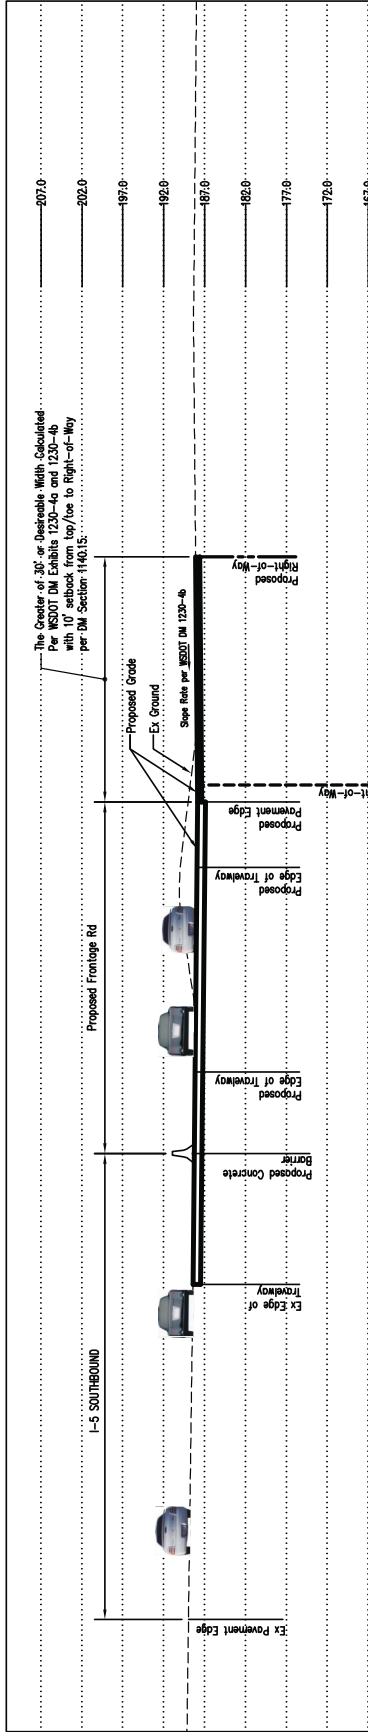 207.0
202.0
197.0
192.0
187.0
182.0
177.0
172.0
The Greater of 30' or Desireable Width Calculated
Per WSDOT DM Exhibits 1230-4a and 1230-4b
with 10' setback from top/toe to Right-of-Way
per DM Section 1140.15.
Proposed Grade
Ex Ground
Slope Rate per WSDOT DM 1230-4b
Proposed
Right-of-Way
Proposed Frontage Rd
Proposed
Pavement Edge
Proposed
Edge of Travelway
Proposed
Edge of Travelway
Proposed Concrete
Barrier
I-5 SOUTHBOUND
Ex Edge of
Travelway
Ex Pavement Edge